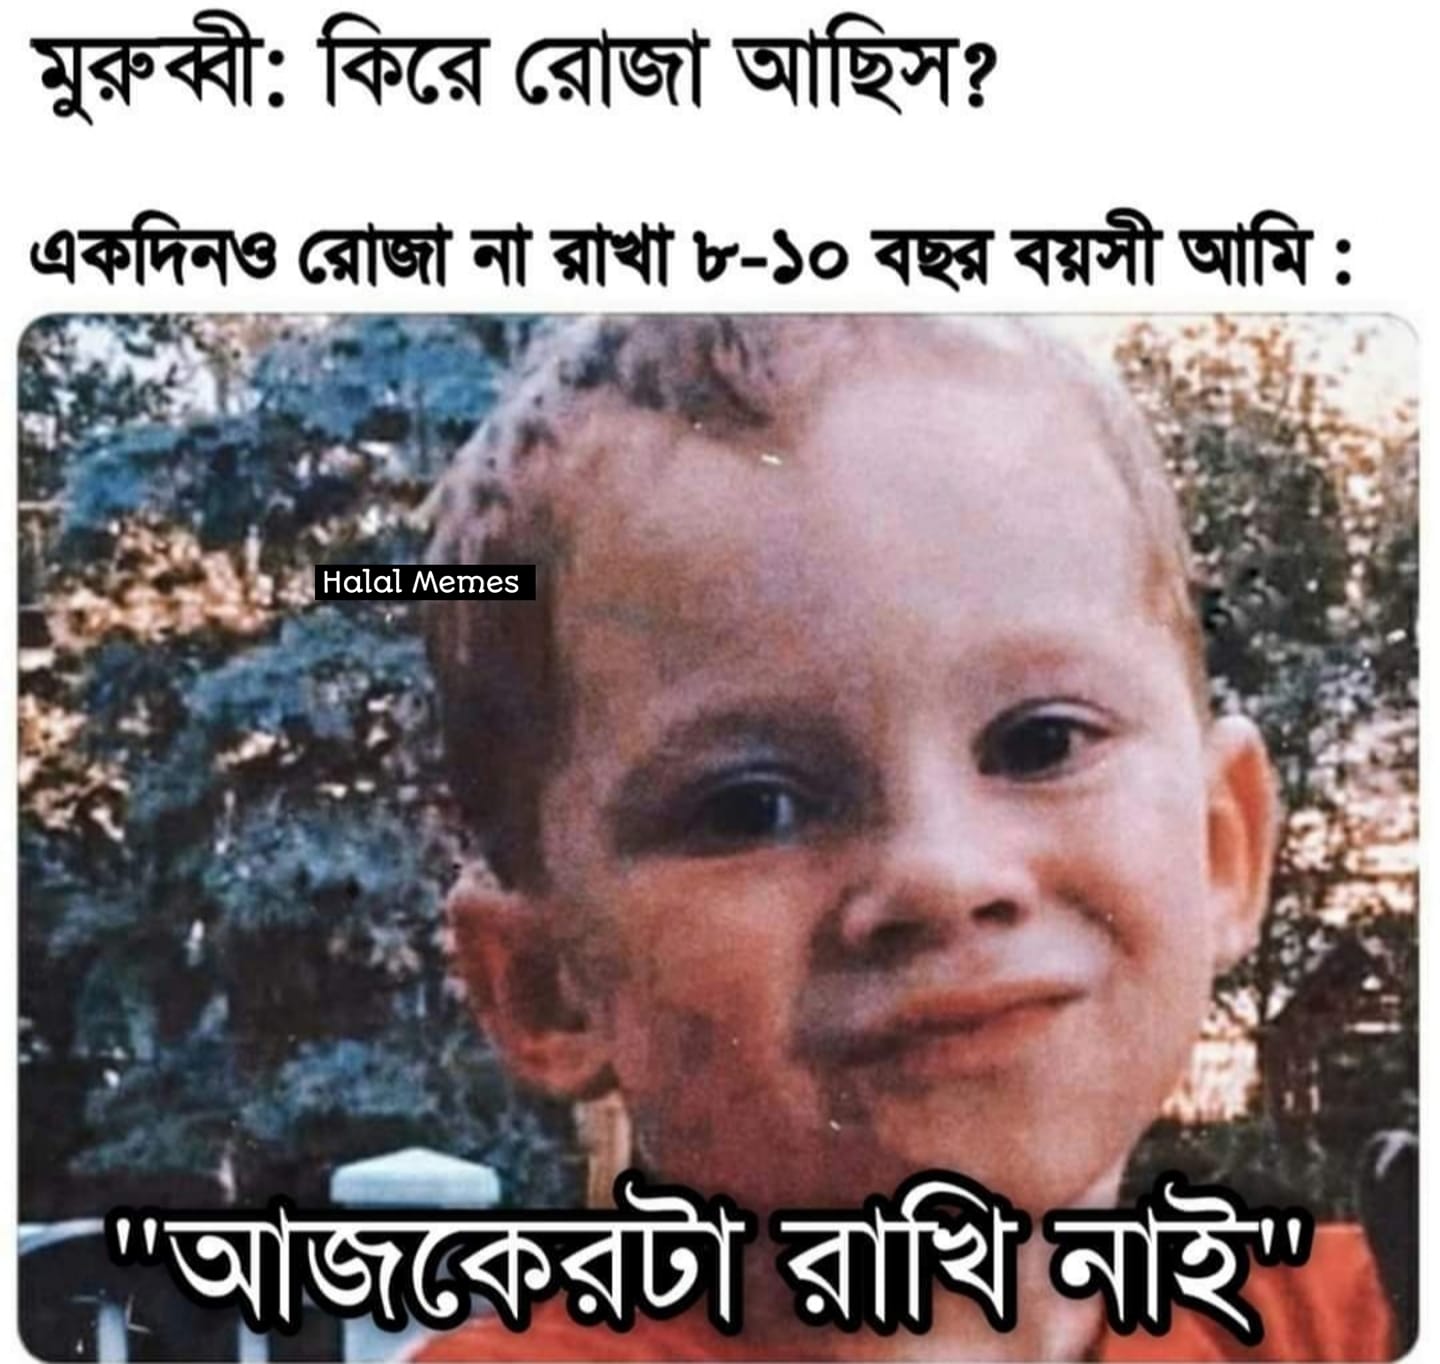 মুরুব্বী: কিরে রোজা আছিস?
একদিনও রোজা না রাখা ৮-১০ বছর বয়সী আমি :
Halal Memes
"আজকেরটা রাখি নাই"